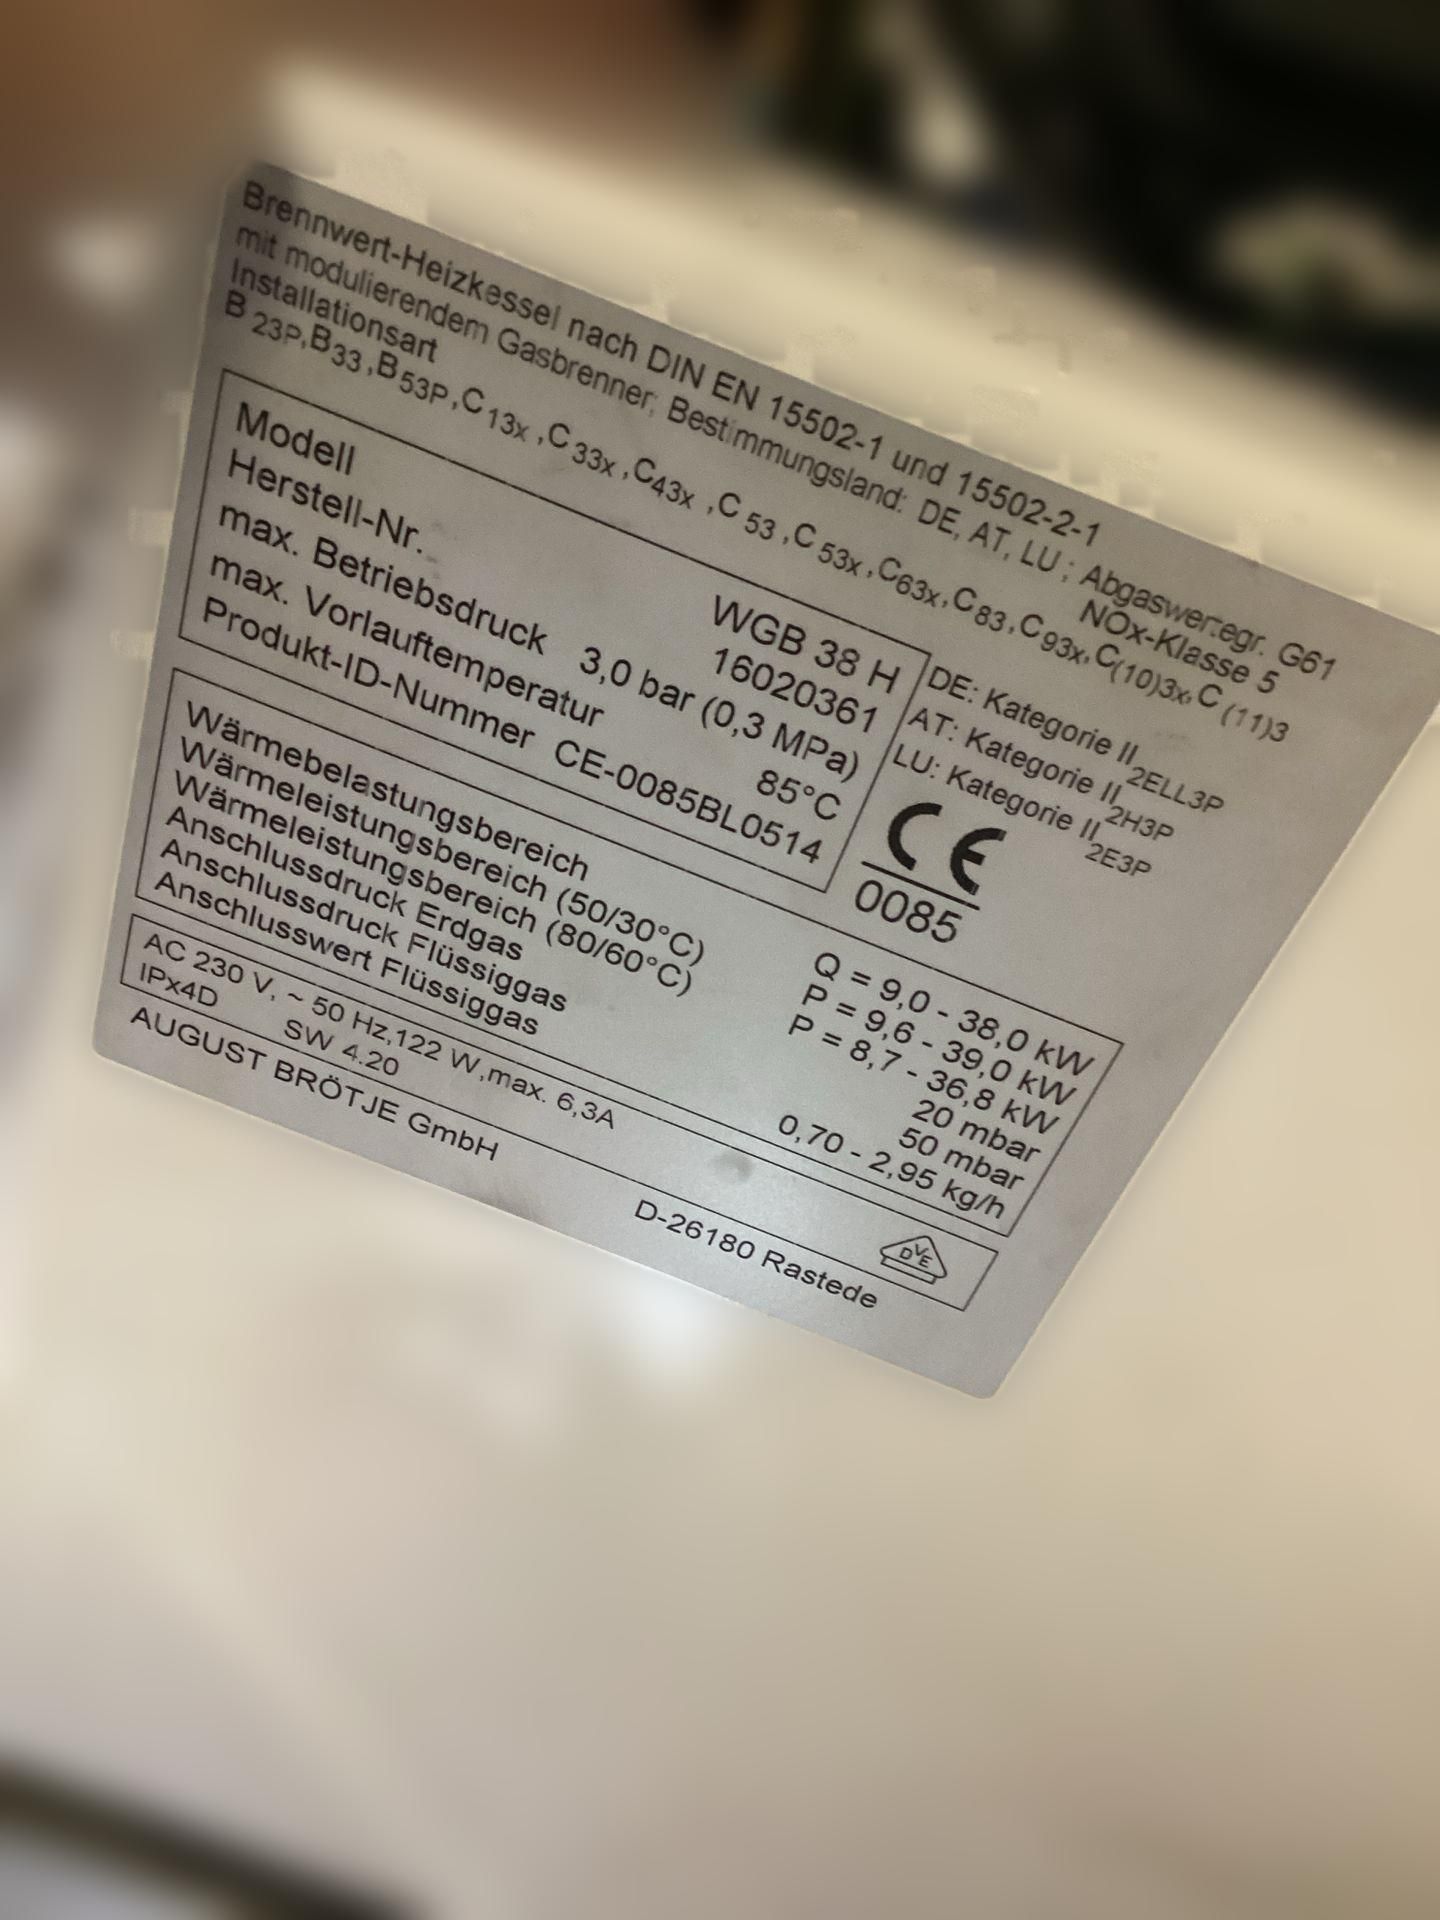 Brennwert-Heizkessel nach DIN EN 15502-1 und 15502-2-1
mit modulierendem Gasbrenner; Bestimmungsland: DE, AT, LU ; Abgaswertegr. G61
Installationsart NOx-Klasse 5
B23P,B33,B53P,C13x,C33x,C43x,C53,C53x,C63x,C83,C93x,C(10)3x,C(11)3
Modell WGB 38 H
Herstell-Nr. 16020361
max. Betriebsdruck 3,0 bar (0,3 MPa)
max. Vorlauftemperatur 85°C
Produkt-ID-Nummer CE-0085BL0514
DE: Kategorie II2ELL3P
AT: Kategorie II2H3P
LU: Kategorie II2E3P
CE
0085
Wärmebelastungsbereich Q = 9,0 - 38,0 kW
Wärmeleistungsbereich (50/30°C) P = 9,6 - 39,0 kW
Wärmeleistungsbereich (80/60°C) P = 8,7 - 36,8 kW
Anschlussdruck Erdgas 20 mbar
Anschlussdruck Flüssiggas 50 mbar
Anschlusswert Flüssiggas 0,70 - 2,95 kg/h
AC 230 V, ~ 50 Hz,122 W,max. 6,3A
IPx4D SW 4.20
DVE
AUGUST BRÖTJE GmbH D-26180 Rastede